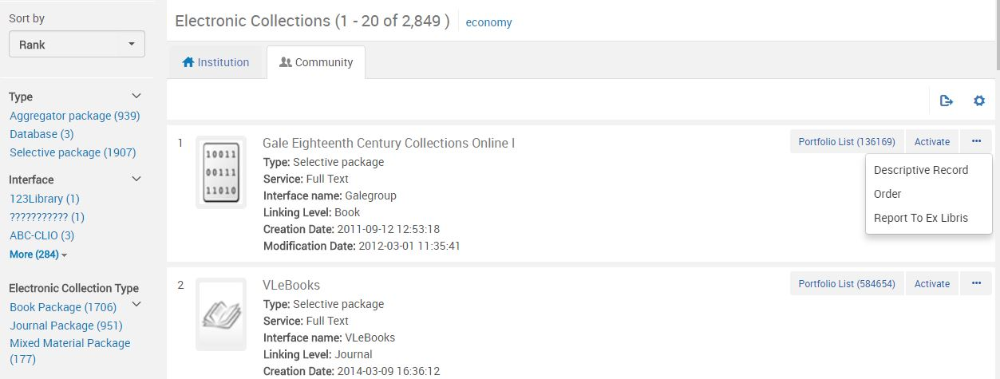 Sort by
Rank
Type
Aggregator package (939)
Database (3)
Selective package (1907)
Interface
123Library (1)
??????????? (1)
ABC-CLIO (3)
More (284)
Electronic Collection Type
Book Package (1706)
Journal Package (951)
Mixed Material Package
(177)
Electronic Collections (1 - 20 of 2,849 )
economy
Institution
Community
1
10011
00111
11010
Gale Eighteenth Century Collections Online I
Type: Selective package
Service: Full Text
Interface name: Galegroup
Linking Level: Book
Creation Date: 2011-09-12 12:53:18
Modification Date: 2012-03-01 11:35:41
Portfolio List (136169)
Activate
Descriptive Record
Order
Report To Ex Libris
2
VLeBooks
Type: Selective package
Service: Full Text
Interface name: VLeBooks
Linking Level: Journal
Creation Date: 2014-03-09 16:36:12
Portfolio List (584654)
Activate